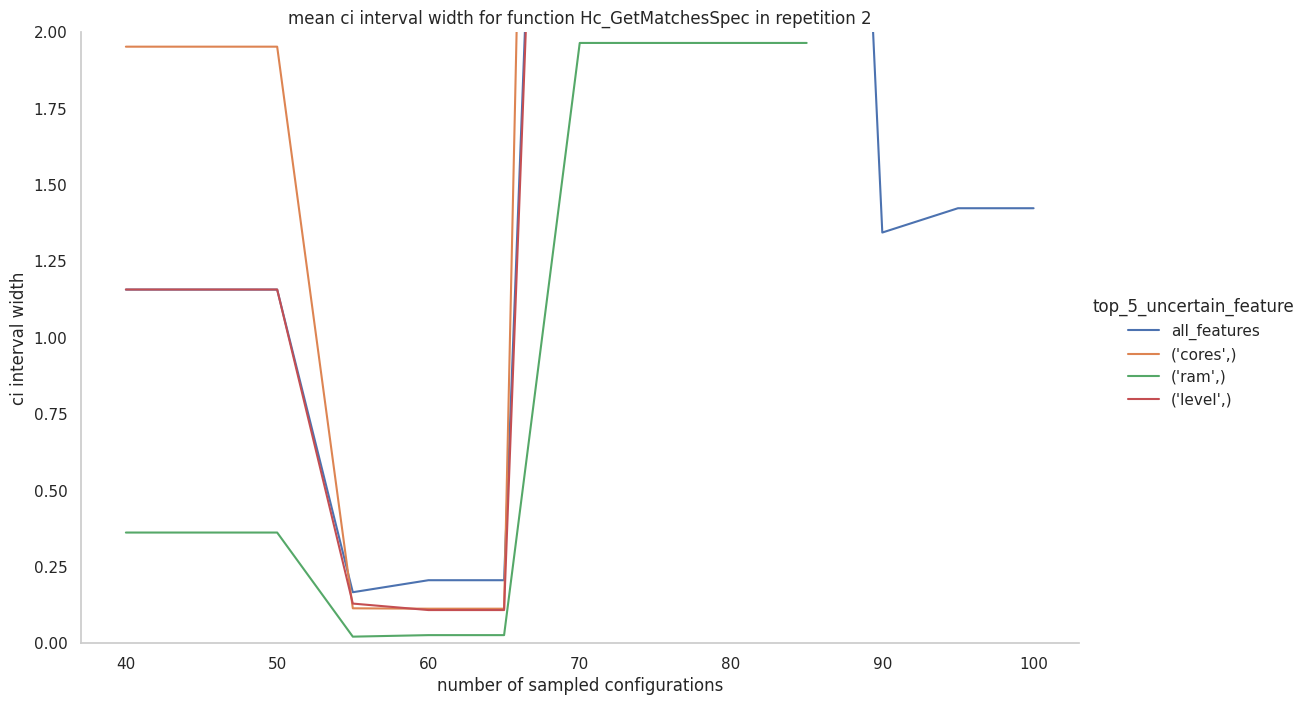 mean ci interval width for function Hc_GetMatchesSpec in repetition 2
2.00
1.75
1.50
1.25
1.00
0.75
0.50
0.25
0.00
ci interval width
40 50 60 70 80 90 100
number of sampled configurations
top_5_uncertain_feature
all_features
('cores',)
('ram',)
('level',)